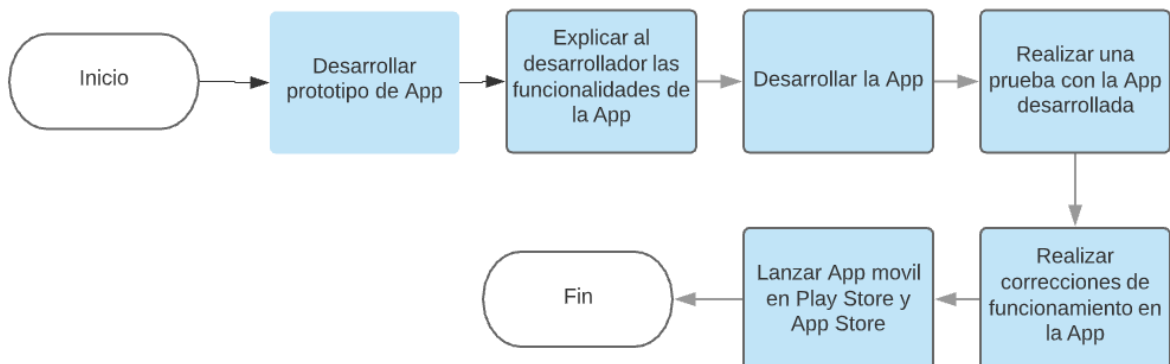 Inicio
Desarrollar
prototipo de App
Explicar al
desarrollador las
funcionalidades de
la App
Desarrollar la App
Realizar una
prueba con la App
desarrollada
Realizar
correcciones de
funcionamiento en
la App
Lanzar App movil
en Play Store y
App Store
Fin